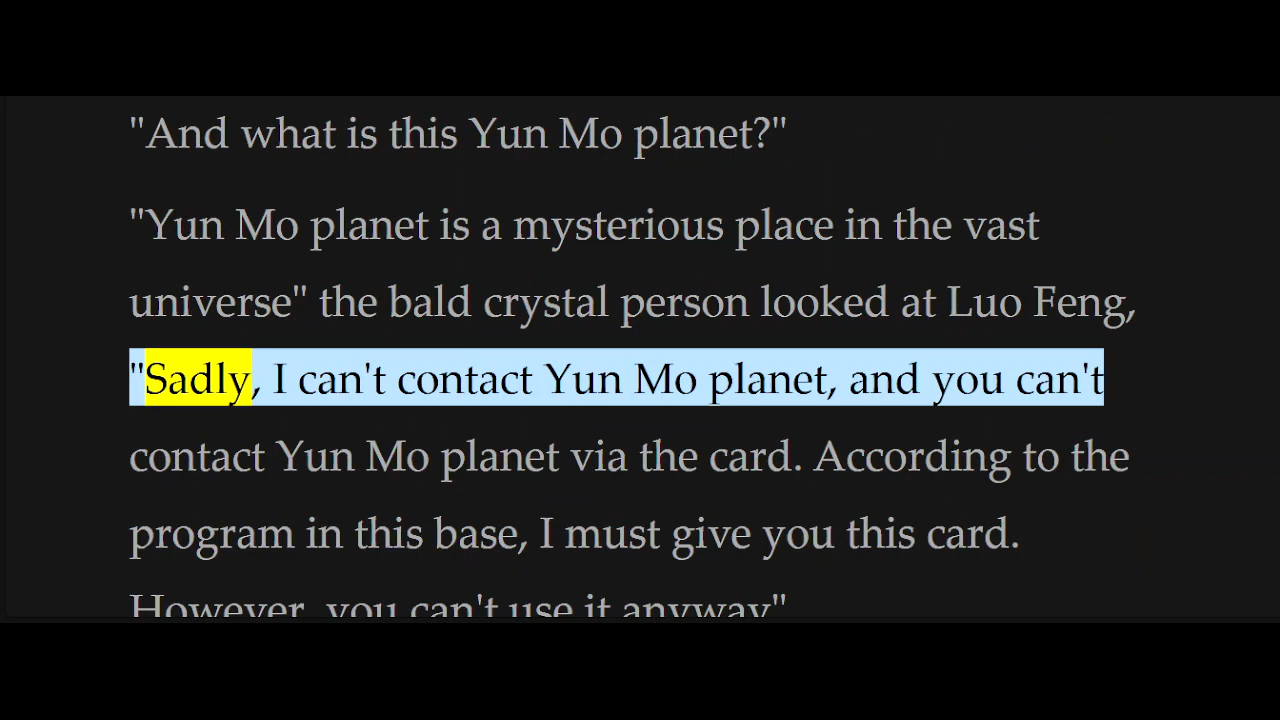 "And what is this Yun Mo planet?"
"Yun Mo planet is a mysterious place in the vast
universe" the bald crystal person looked at Luo Feng,
"Sadly, I can't contact Yun Mo planet, and you can't
contact Yun Mo planet via the card. According to the
program in this base, I must give you this card.
However, you can't use it anyway"